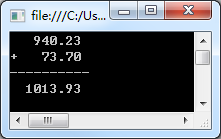 file:///C:/Us...
940.23
+ 73.70
----------
1013.93